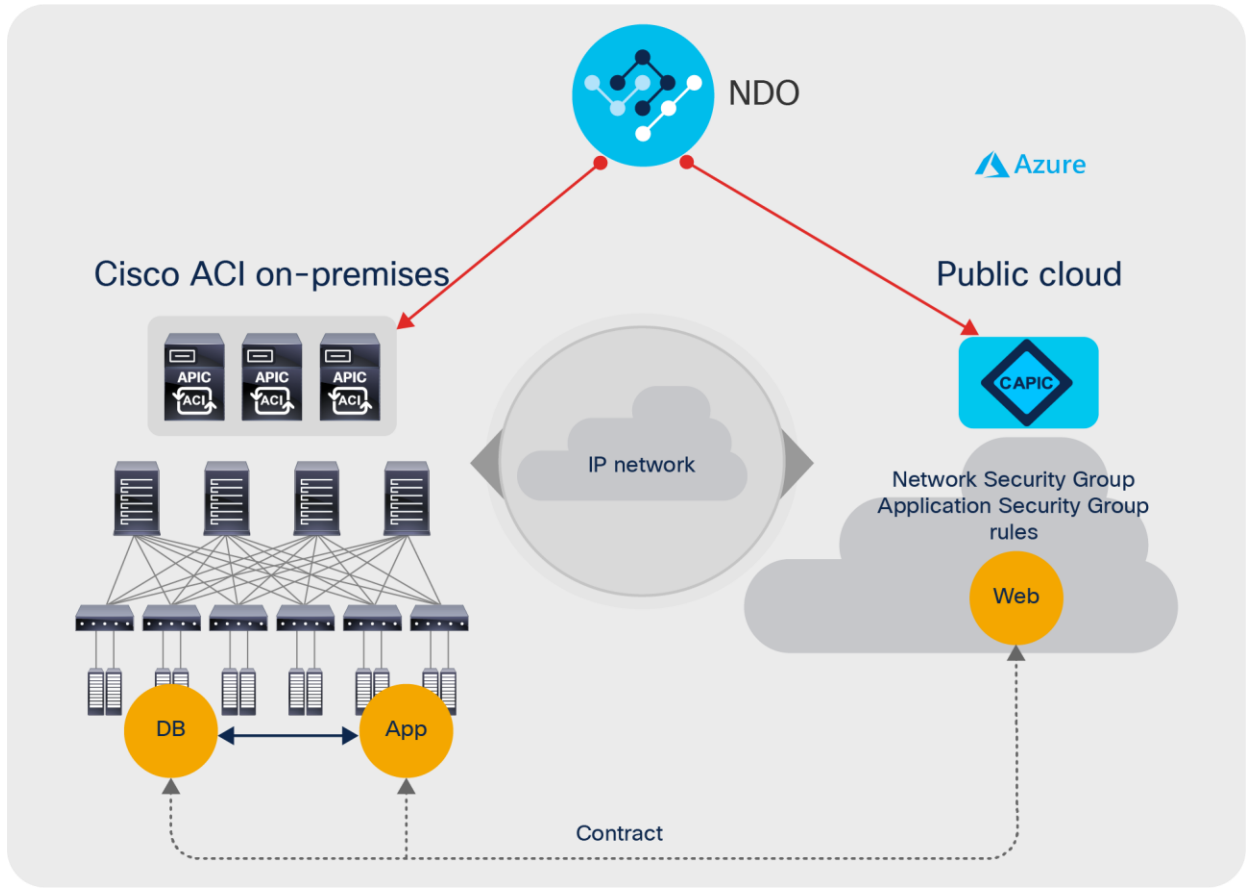 NDO
Azure
Cisco ACI on-premises
Public cloud
APIC
ACI
APIC
ACI
APIC
ACI
CAPIC
IP network
Network Security Group
Application Security Group
rules
Web
DB
App
Contract